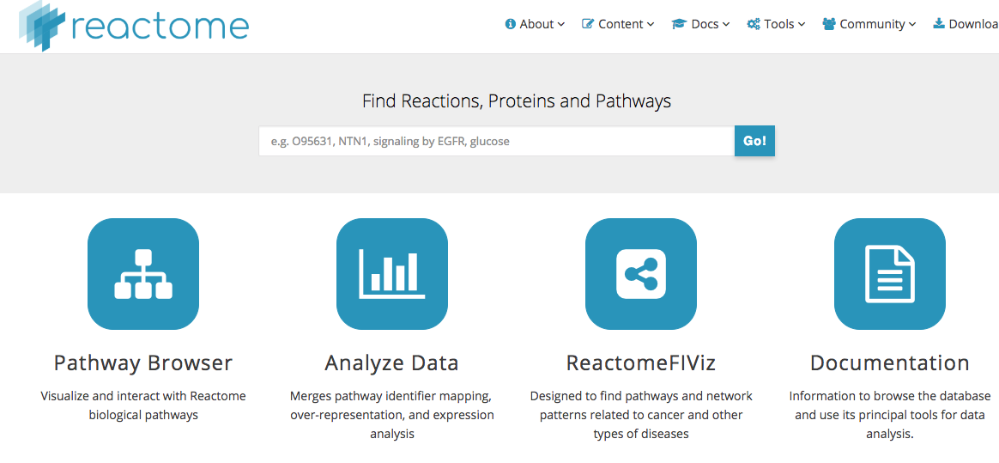 reactome
About
Content
Docs
Tools
Community
Downloa
Find Reactions, Proteins and Pathways
e.g. O95631, NTN1, signaling by EGFR, glucose
Go!
Pathway Browser
Visualize and interact with Reactome
biological pathways
Analyze Data
Merges pathway identifier mapping,
over-representation, and expression
analysis
ReactomeFIViz
Designed to find pathways and network
patterns related to cancer and other
types of diseases
Documentation
Information to browse the database
and use its principal tools for data
analysis.